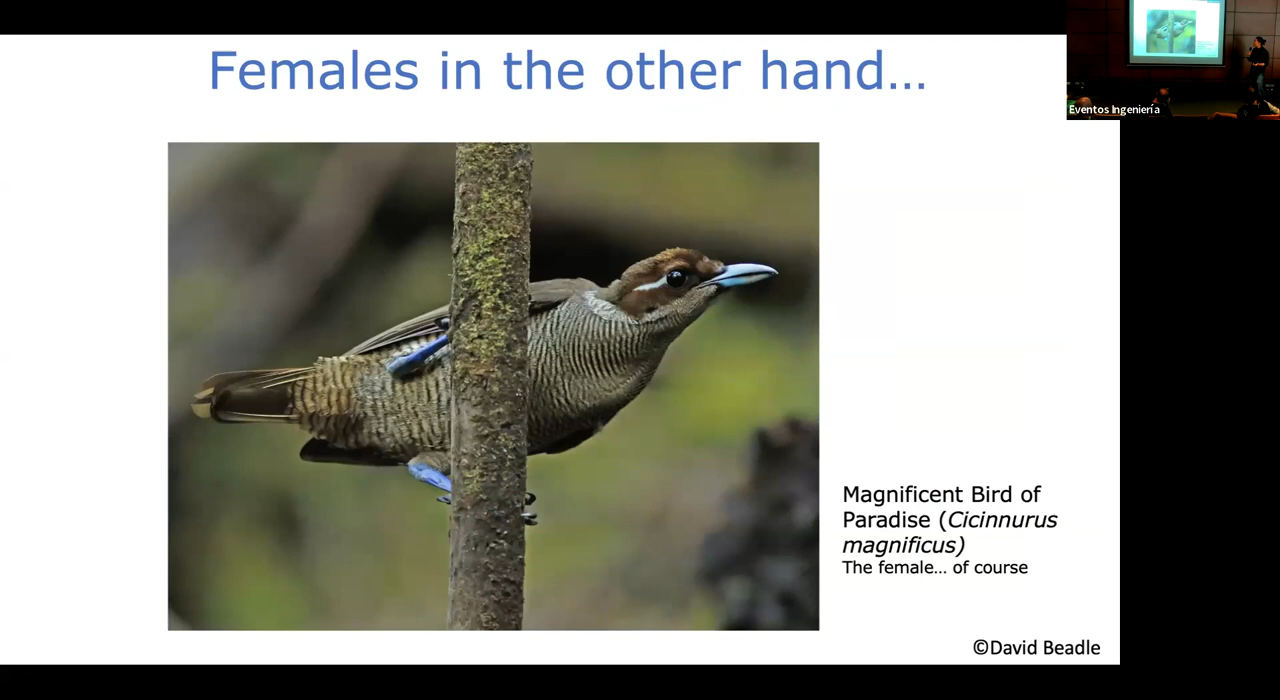 Females in the other hand…
Eventos Ingeniería
Magnificent Bird of
Paradise (Cicinnurus
magnificus)
The female… of course
©David Beadle